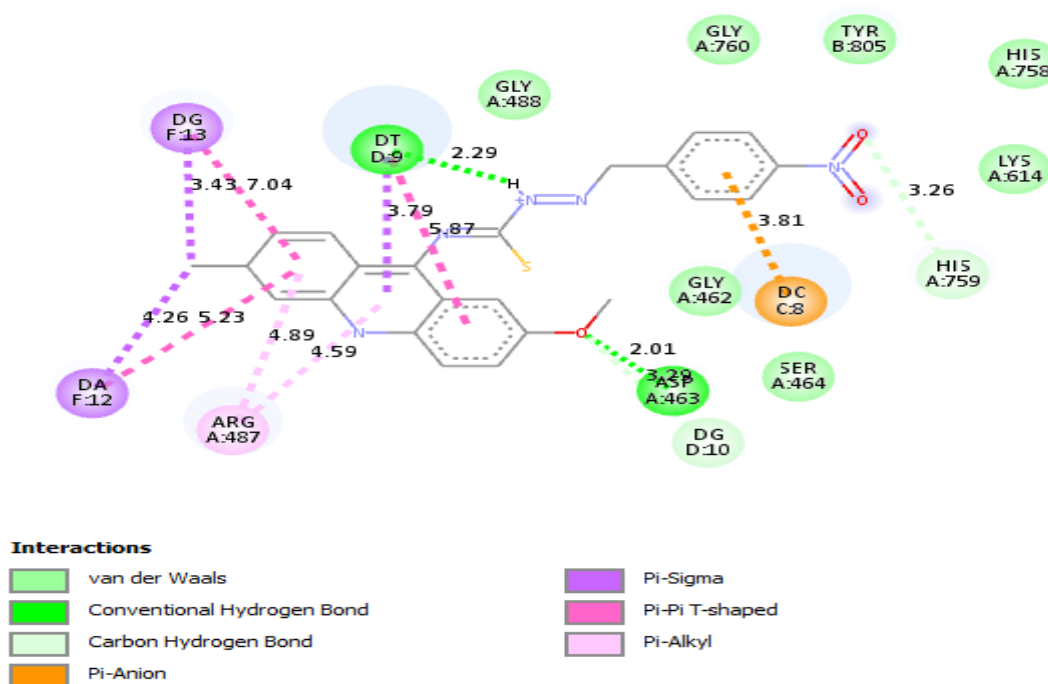 GLY
A:760
TYR
B:805
HIS
A:758
GLY
A:488
DG
F:13
DT
D:9
2.29
H
N
N
N
O
O
LYS
A:614
3.43
7.04
3.79
5.87
N
S
3.81
3.26
GLY
A:462
DC
C:8
HIS
A:759
4.26
5.23
4.89
4.59
N
O
2.01
3.29
ASP
A:463
SER
A:464
DA
F:12
ARG
A:487
DG
D:10
Interactions
van der Waals
Conventional Hydrogen Bond
Carbon Hydrogen Bond
Pi-Anion
Pi-Sigma
Pi-Pi T-shaped
Pi-Alkyl